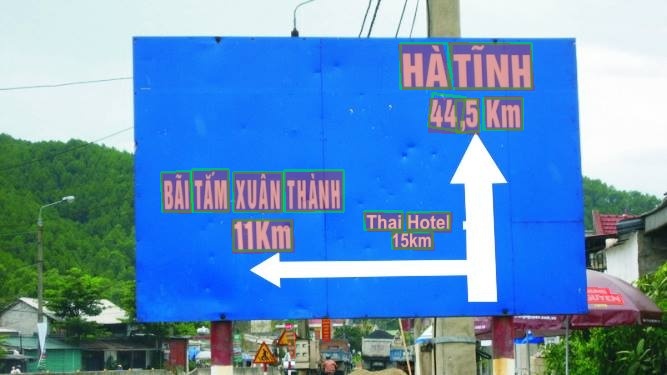 HÀ TĨNH
44,5 Km
BÃI TẮM XUÂN THÀNH
11Km
Thai Hotel
15km